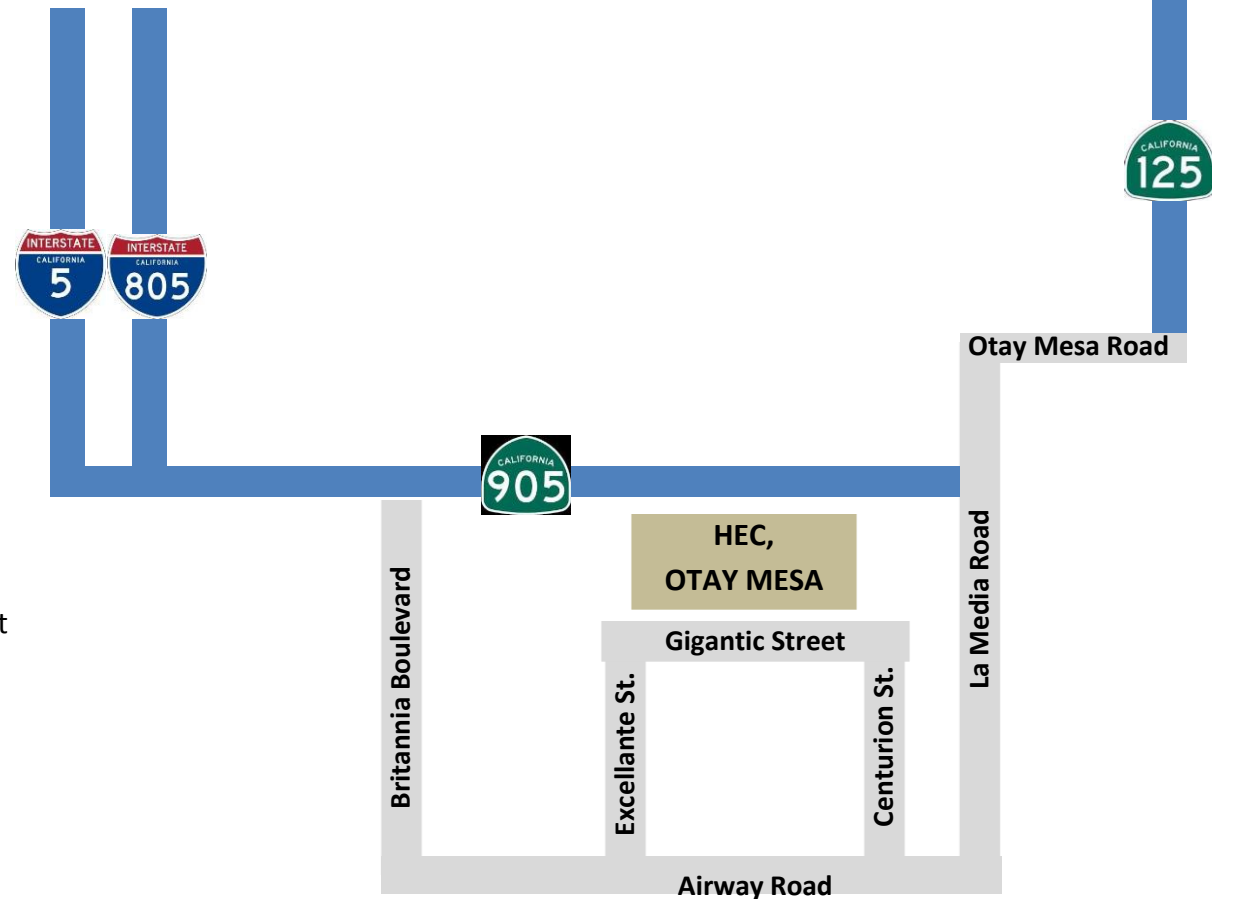 CALIFORNIA
125
INTERSTATE
CALIFORNIA
5
INTERSTATE
CALIFORNIA
805
Otay Mesa Road
CALIFORNIA
905
HEC,
OTAY MESA
La Media Road
t
Gigantic Street
Britannia Boulevard
Excellante St.
Centurion St.
Airway Road